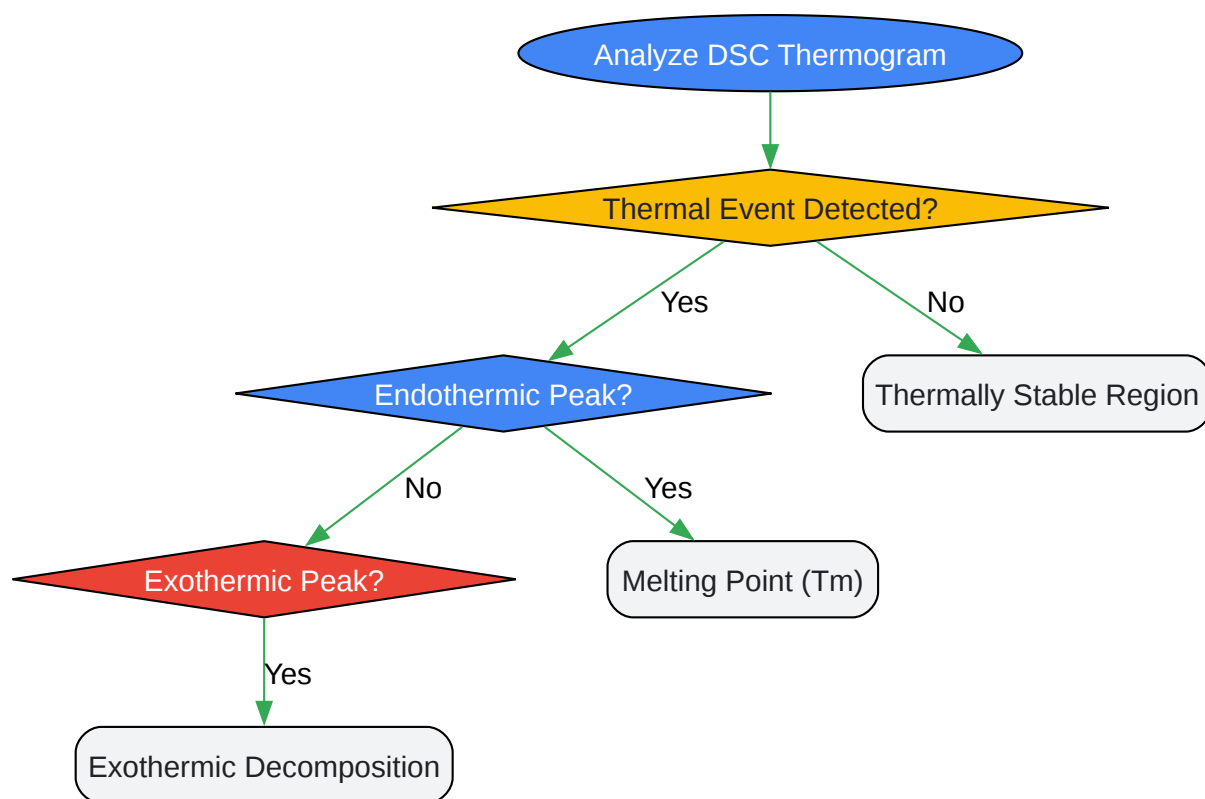 Analyze DSC Thermogram
Thermal Event Detected?
Yes
No
Endothermic Peak?
Thermally Stable Region
No
Yes
Exothermic Peak?
Melting Point (Tm)
Yes
Exothermic Decomposition